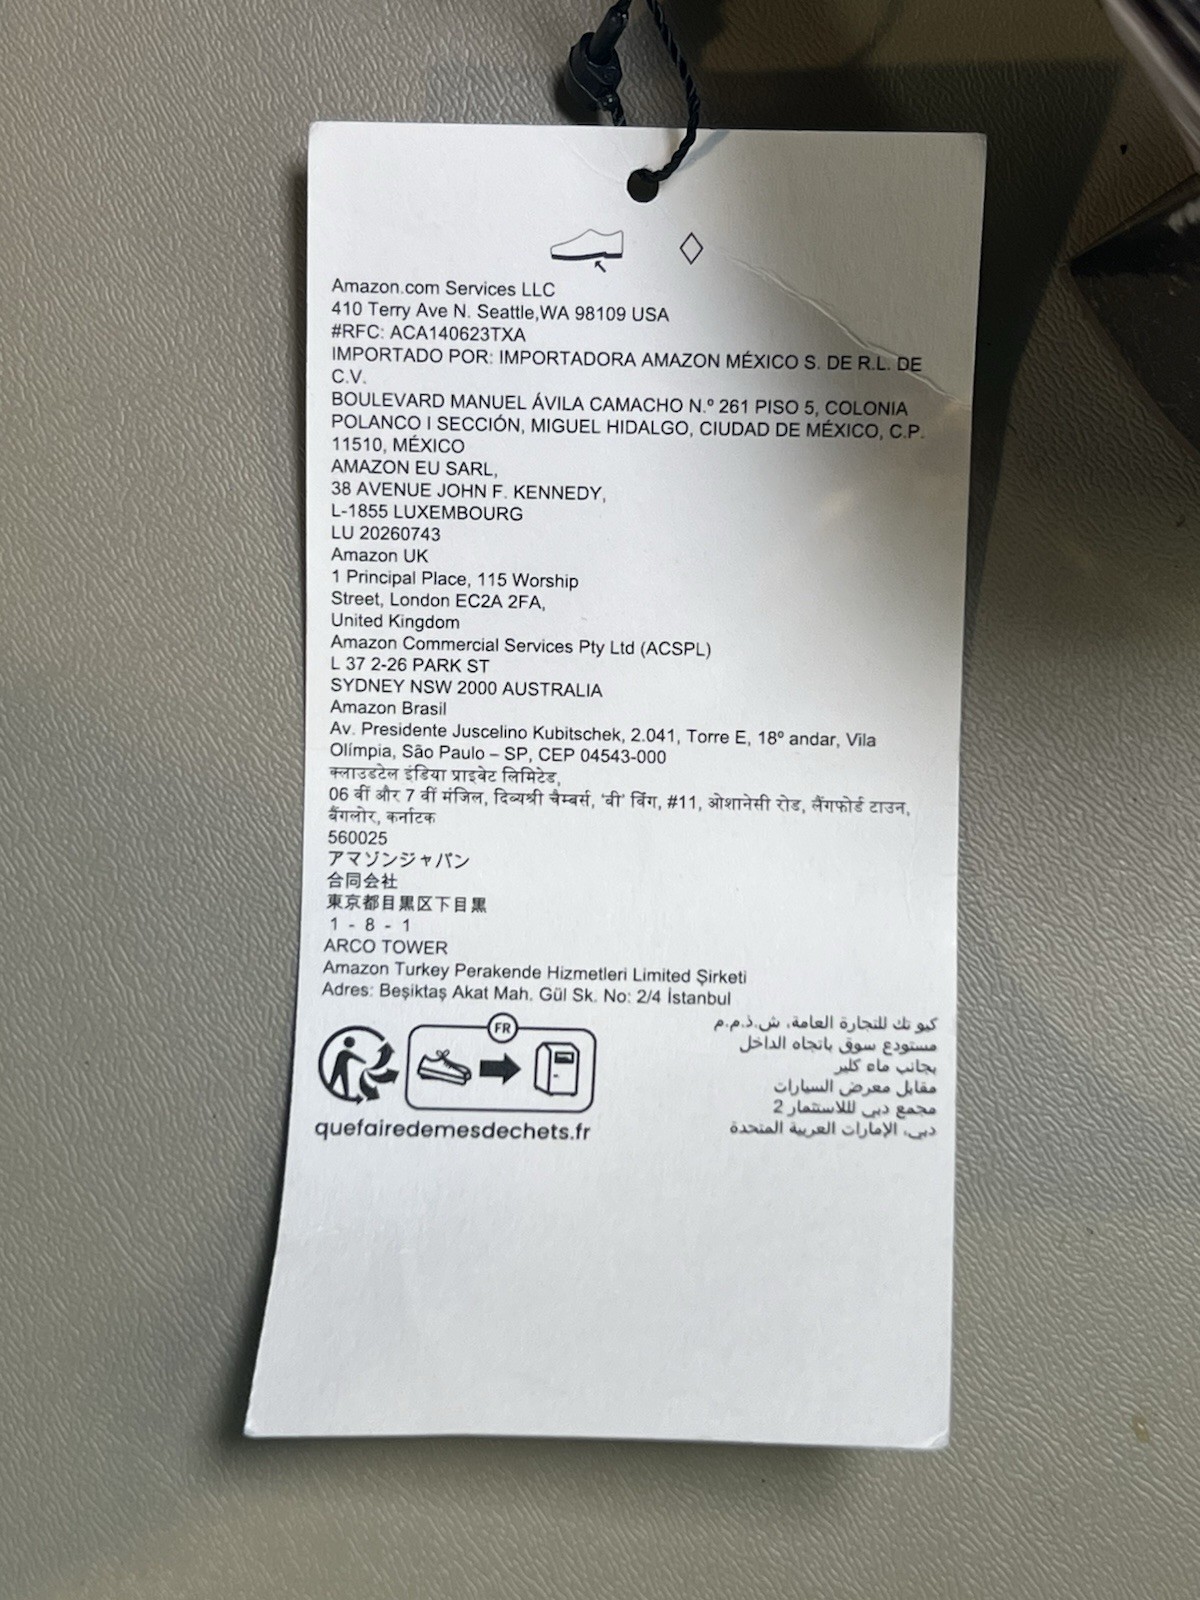 Amazon.com Services LLC
410 Terry Ave N. Seattle,WA 98109 USA
#RFC: ACA140623TXA
IMPORTADO POR: IMPORTADORA AMAZON MÉXICO S. DE R.L. DE
C.V.
BOULEVARD MANUEL ÁVILA CAMACHO N.º 261 PISO 5, COLONIA
POLANCO I SECCIÓN, MIGUEL HIDALGO, CIUDAD DE MÉXICO, C.P.
11510, MÉXICO
AMAZON EU SARL,
38 AVENUE JOHN F. KENNEDY,
L-1855 LUXEMBOURG
LU 20260743
Amazon UK
1 Principal Place, 115 Worship
Street, London EC2A 2FA,
United Kingdom
Amazon Commercial Services Pty Ltd (ACSPL)
L 37 2-26 PARK ST
SYDNEY NSW 2000 AUSTRALIA
Amazon Brasil
Av. Presidente Juscelino Kubitschek, 2.041, Torre E, 18º andar, Vila
Olímpia, São Paulo – SP, CEP 04543-000
क्लाउडटेल इंडिया प्राइवेट लिमिटेड,
06 वीं और 7 वीं मंजिल, दिव्यश्री चैम्बर्स, 'बी' विंग, #11, ओशानेसी रोड, लैंगफोर्ड टाउन,
बैंगलोर, कर्नाटक
560025
アマゾンジャパン
合同会社
東京都目黒区下目黒
1 - 8 - 1
ARCO TOWER
Amazon Turkey Perakende Hizmetleri Limited Şirketi
Adres: Beşiktaş Akat Mah. Gül Sk. No: 2/4 İstanbul
كيو تك للتجارة العامة، ش.ذ.م.م
مستودع سوق باتجاه الداخل
بجانب ماء كلير
مقابل معرض السيارات
مجمع دبي لللاستثمار 2
دبي، الإمارات العربية المتحدة
FR
quefairedemesdechets.fr